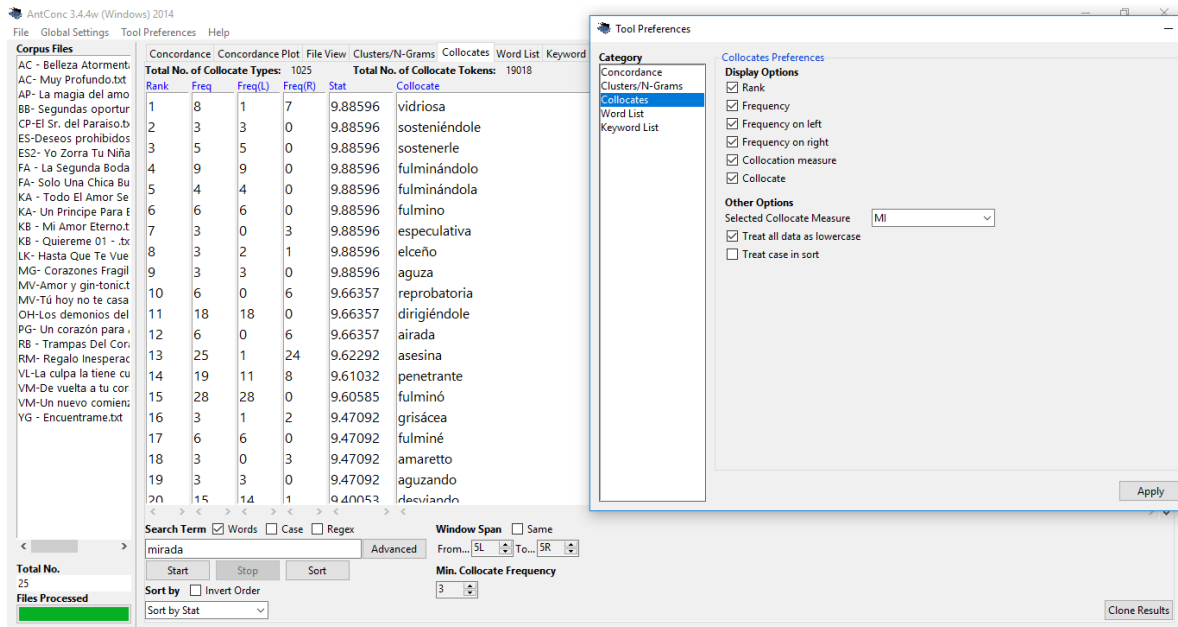 AntConc 3.4.4w (Windows) 2014
File Global Settings Tool Preferences Help
Corpus Files
AC - Belleza Atorment
AC- Muy Profundo.txt
AP- La magia del amo
BB- Segundas oportur
CP-El Sr. del Paraiso.tx
ES-Deseos prohibidos
ES2- Yo Zorra Tu Niña
FA - La Segunda Boda
FA- Solo Una Chica Bu
KA - Todo El Amor Se
KA- Un Principe Para E
KB - Mi Amor Eterno.t
KB - Quiereme 01 - .tx
LK- Hasta Que Te Vue
MG- Corazones Fragil
MV-Amor y gin-tonic.t
MV-Tú hoy no te casa
OH-Los demonios del
PG- Un corazón para
RB - Trampas Del Cor
RM- Regalo Inesperac
VL-La culpa la tiene cu
VM-De vuelta a tu cor
VM-Un nuevo comienz
YG - Encuentrame.txt
Total No.
25
Files Processed
Concordance Concordance Plot File View Clusters/N-Grams Collocates Word List Keyword
Total No. of Collocate Types: 1025 Total No. of Collocate Tokens: 19018
Rank Freq Freq(L) Freq(R) Stat Collocate
1 8 1 7 9.88596 vidriosa
2 3 3 0 9.88596 sosteniéndole
3 5 5 0 9.88596 sostenerle
4 9 9 0 9.88596 fulminándolo
5 4 4 0 9.88596 fulminándola
6 6 6 0 9.88596 fulmino
7 3 0 3 9.88596 especulativa
8 3 2 1 9.88596 elceño
9 3 3 0 9.88596 aguza
10 6 0 6 9.66357 reprobatoria
11 18 18 0 9.66357 dirigiéndole
12 6 0 6 9.66357 airada
13 25 1 24 9.62292 asesina
14 19 11 8 9.61032 penetrante
15 28 28 0 9.60585 fulminó
16 3 1 2 9.47092 grisácea
17 6 6 0 9.47092 fulminé
18 3 0 3 9.47092 amaretto
19 3 3 0 9.47092 aguzando
20 15 14 1 9.40053 desviando
Search Term Words Case Regex Window Span Same
mirada Advanced From... 5L To... 5R
Start Stop Sort Min. Collocate Frequency
Sort by Invert Order 3
Sort by Stat Clone Results
Tool Preferences
Category
Concordance
Clusters/N-Grams
Collocates
Word List
Keyword List
Collocates Preferences
Display Options
Rank
Frequency
Frequency on left
Frequency on right
Collocation measure
Collocate
Other Options
Selected Collocate Measure MI
Treat all data as lowercase
Treat case in sort
Apply